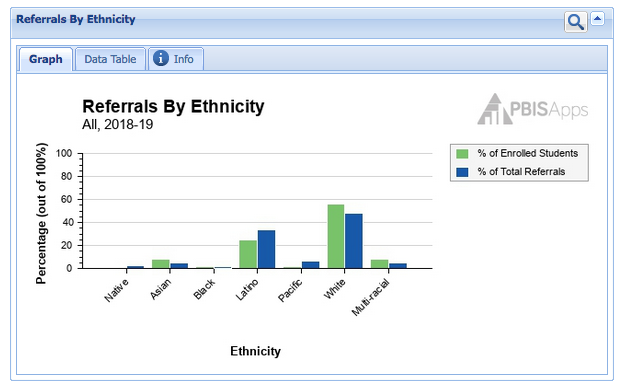 Referrals By Ethnicity
Graph Data Table i Info
Referrals By Ethnicity
All, 2018-19
PBISApps
% of Enrolled Students
% of Total Referrals
Percentage (out of 100%)
100
80
60
40
20
0
Native Asian Black Latino Pacific White Multi-racial
Ethnicity